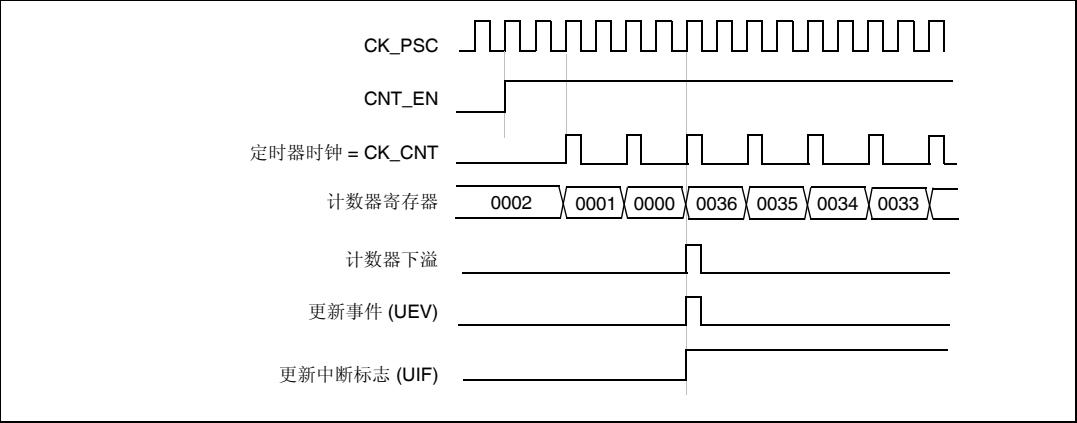 CK_PSC
CNT_EN
定时器时钟 = CK_CNT
计数器寄存器 0002 0001 0000 0036 0035 0034 0033
计数器下溢
更新事件 (UEV)
更新中断标志 (UIF)